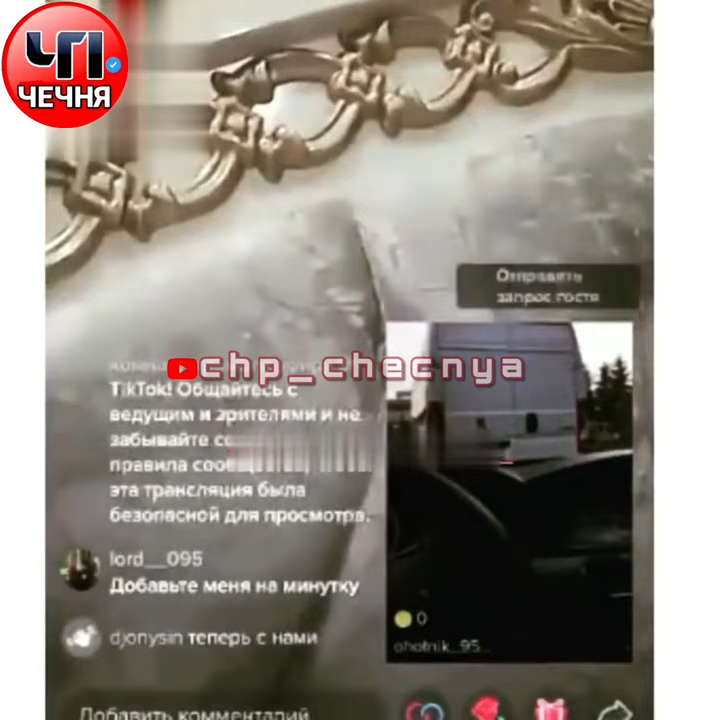 ЧП
ЧЕЧНЯ
Отправить
запрос гостя
chp_checnya
TikTok! Общайтесь с
ведущим и зрителями и не
забывайте
правила
эта трансляция была
безопасной для просмотра.
lord__095
Добавьте меня на минутку
djonysin теперь с нами
0
ohotnik_95
Добавить комментарий